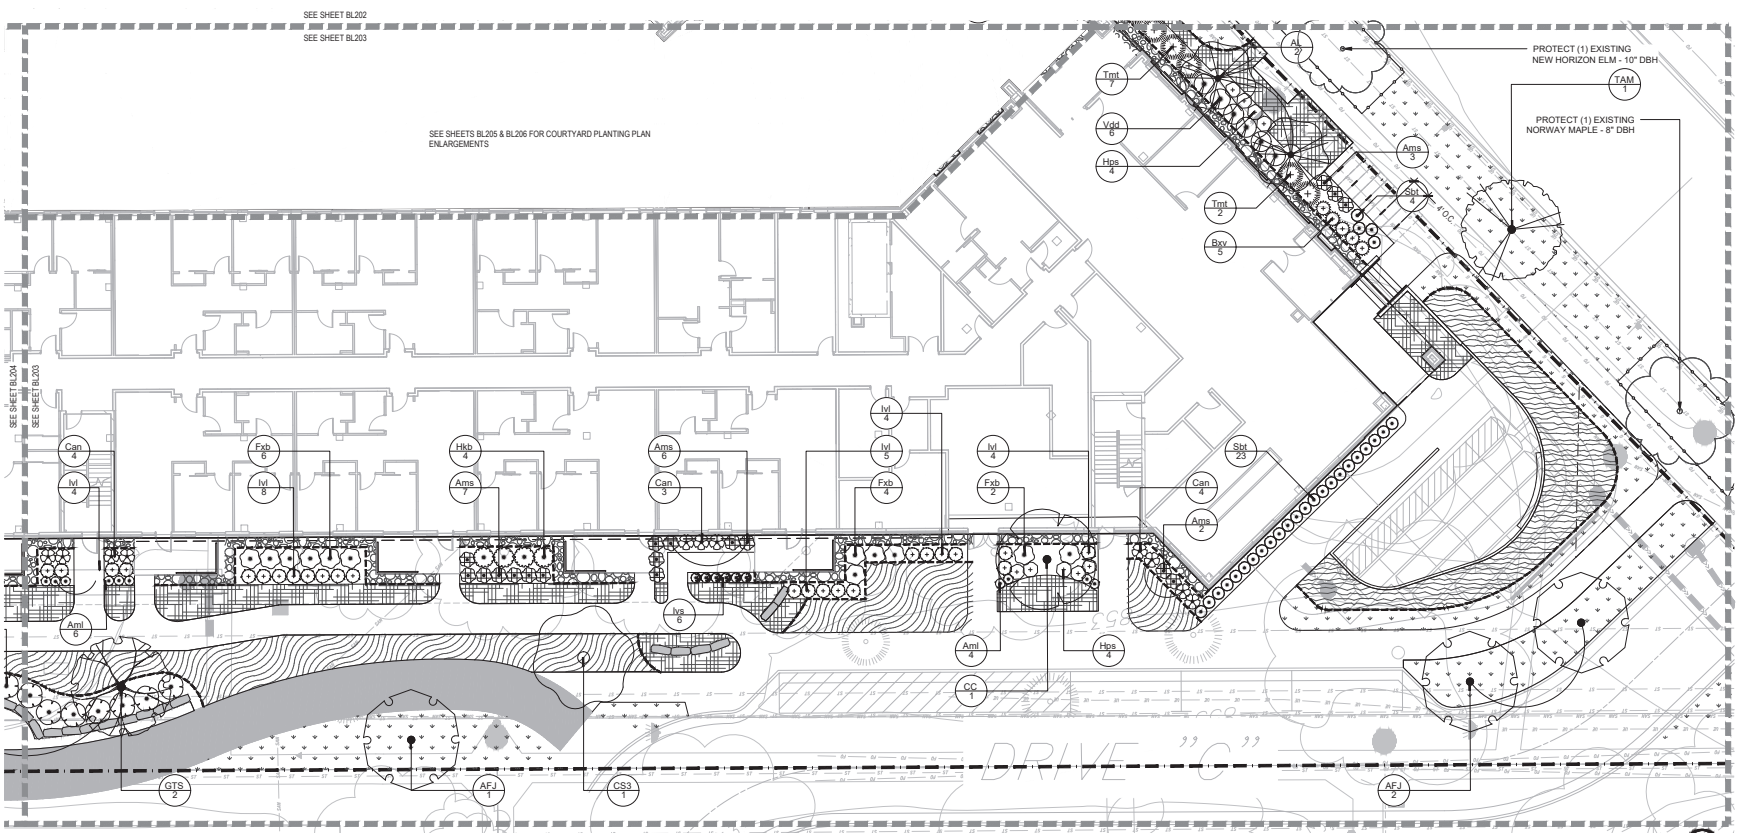 SEE SHEET BL202
SEE SHEET BL203
SEE SHEETS BL205 & BL206 FOR COURTYARD PLANTING PLAN
ENLARGEMENTS
AL
2
PROTECT (1) EXISTING
NEW HORIZON ELM - 10" DBH
TAM
1
PROTECT (1) EXISTING
NORWAY MAPLE - 8" DBH
Tmt
7
Vdd
6
Hps
4
Ams
3
Sbt
4
4' O.C.
Tmt
2
Bxv
5
SEE SHEET BL204
SEE SHEET BL203
Can
4
Ivl
4
Fxb
6
Ivl
8
Hkb
4
Ams
7
Ams
6
Can
3
Ivl
4
Ivl
5
Fxb
4
Ivl
4
Fxb
2
Can
4
Ams
2
Sbt
23
Aml
6
Ivs
6
Aml
4
Hps
4
CC
1
853
DRIVE "C"
GTS
2
AFJ
1
CS3
1
AFJ
2